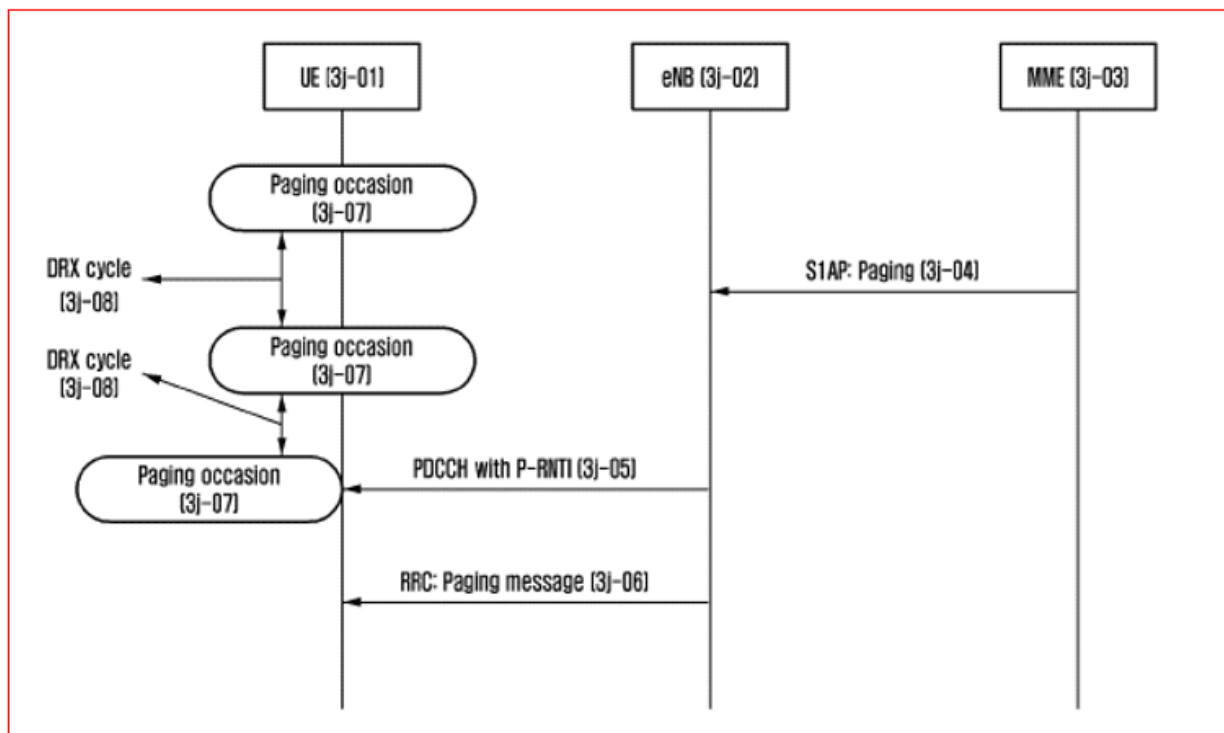 UE (3j-01)
eNB (3j-02)
MME (3j-03)
Paging occasion
(3j-07)
DRX cycle
(3j-08)
S1AP: Paging (3j-04)
Paging occasion
(3j-07)
DRX cycle
(3j-08)
Paging occasion
(3j-07)
PDCCH with P-RNTI (3j-05)
RRC: Paging message (3j-06)